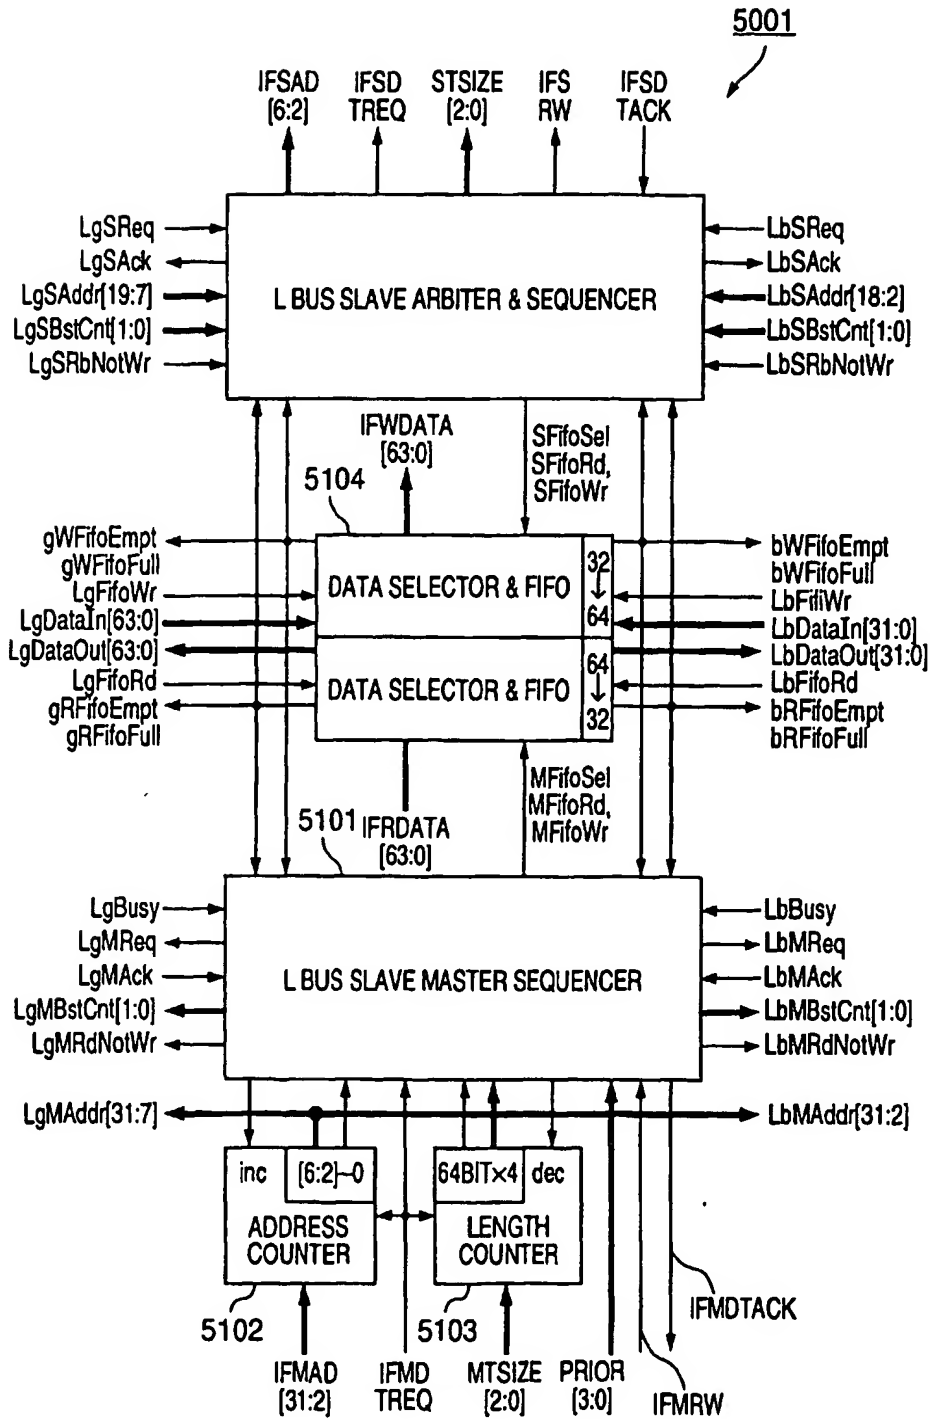 5001
IFSAD
[6:2]
IFSD
TREQ
STSIZE
[2:0]
IFS
RW
IFSD
TACK
LgSReq
LgSAck
LgSAddr[19:7]
LgSBstCnt[1:0]
LgSRbNotWr
L BUS SLAVE ARBITER & SEQUENCER
LbSReq
LbSAck
LbSAddr[18:2]
LbSBstCnt[1:0]
LbSRbNotWr
IFWDATA
[63:0]
SFifoSel
SFifoRd,
SFifoWr
5104
gWFifoEmpt
gWFifoFull
LgFifoWr
LgDataIn[63:0]
LgDataOut[63:0]
LgFifoRd
gRFifoEmpt
gRFifoFull
DATA SELECTOR & FIFO
32
64
DATA SELECTOR & FIFO
64
32
bWFifoEmpt
bWFifoFull
LbFifiWr
LbDataIn[31:0]
LbDataOut[31:0]
LbFifoRd
bRFifoEmpt
bRFifoFull
5101
IFRDATA
[63:0]
MFifoSel
MFifoRd,
MFifoWr
LgBusy
LgMReq
LgMAck
LgMBstCnt[1:0]
LgMRdNotWr
L BUS SLAVE MASTER SEQUENCER
LbBusy
LbMReq
LbMAck
LbMBstCnt[1:0]
LbMRdNotWr
LgMAddr[31:7]
LbMAddr[31:2]
inc
[6:2]-0
ADDRESS
COUNTER
64BIT×4
dec
LENGTH
COUNTER
5102
5103
IFMDTACK
IFMAD
[31:2]
IFMD
TREQ
MTSIZE
[2:0]
PRIOR
[3:0]
IFMRW